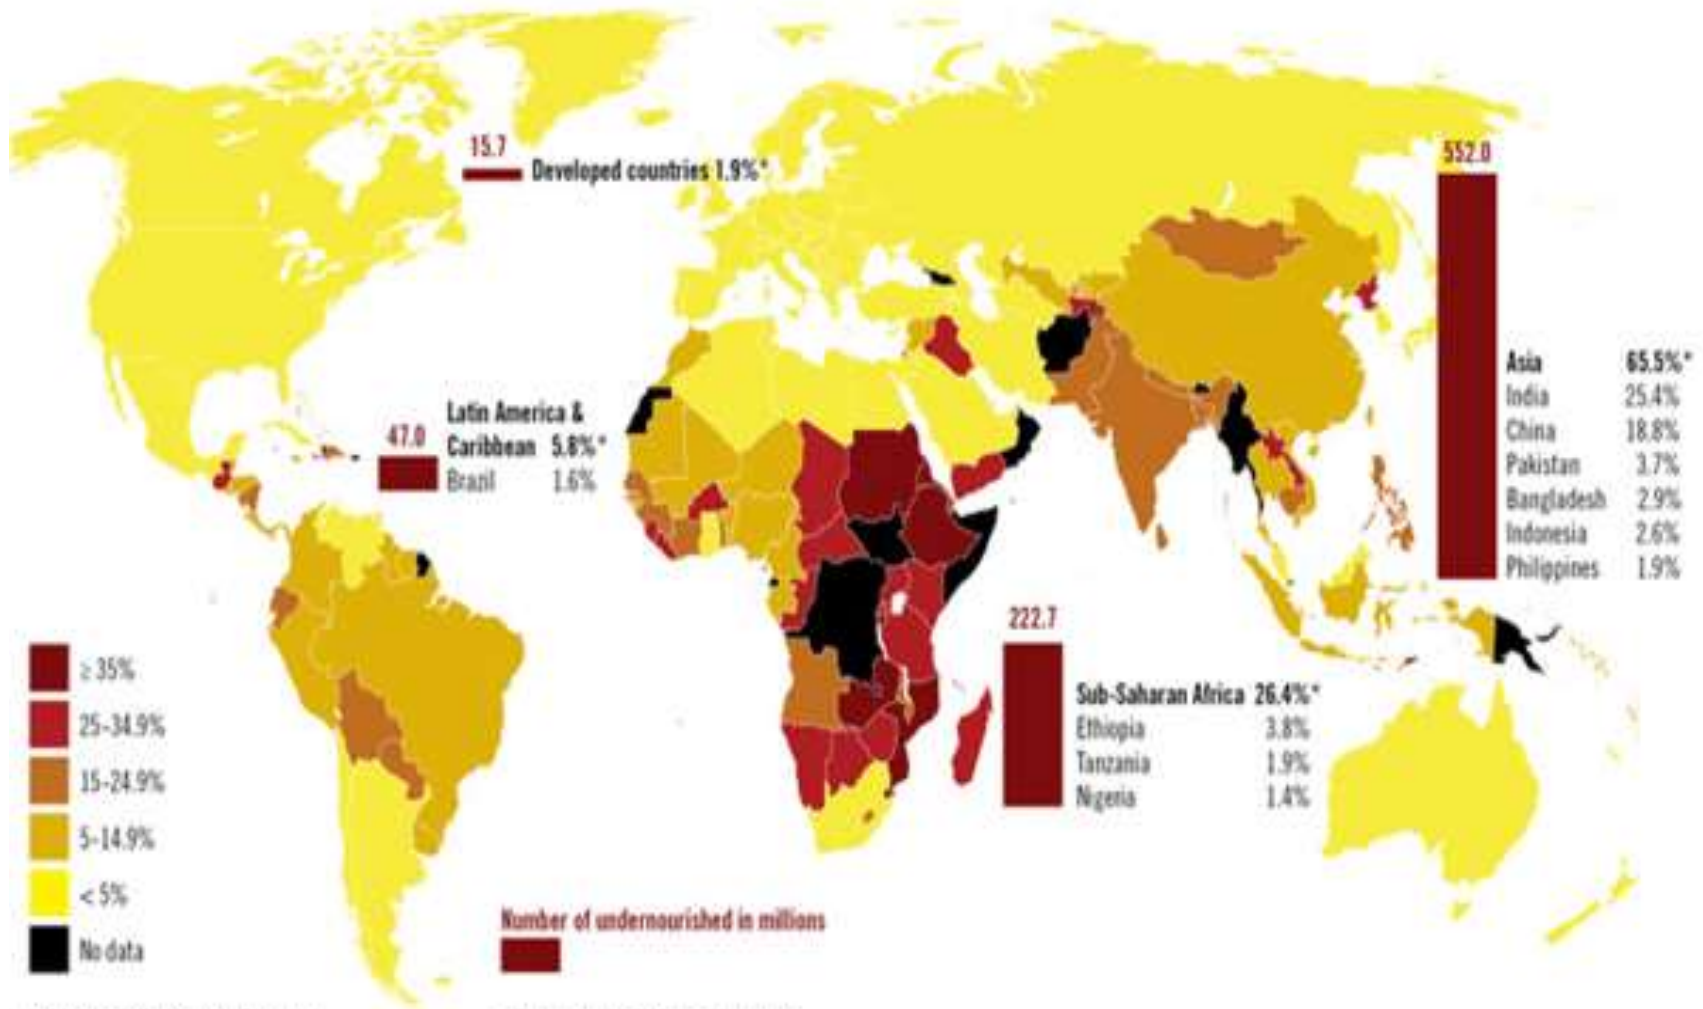 15.7
Developed countries 1.9%*
552.0
Asia 65.5%*
India 25.4%
China 18.8%
Pakistan 3.7%
Bangladesh 2.9%
Indonesia 2.6%
Philippines 1.9%
47.0
Latin America &
Caribbean 5.8%*
Brazil 1.6%
222.7
Sub-Saharan Africa 26.4%*
Ethiopia 3.8%
Tanzania 1.9%
Nigeria 1.4%
≥ 35%
25-34.9%
15-24.9%
5-14.9%
< 5%
No data
Number of undernourished in millions